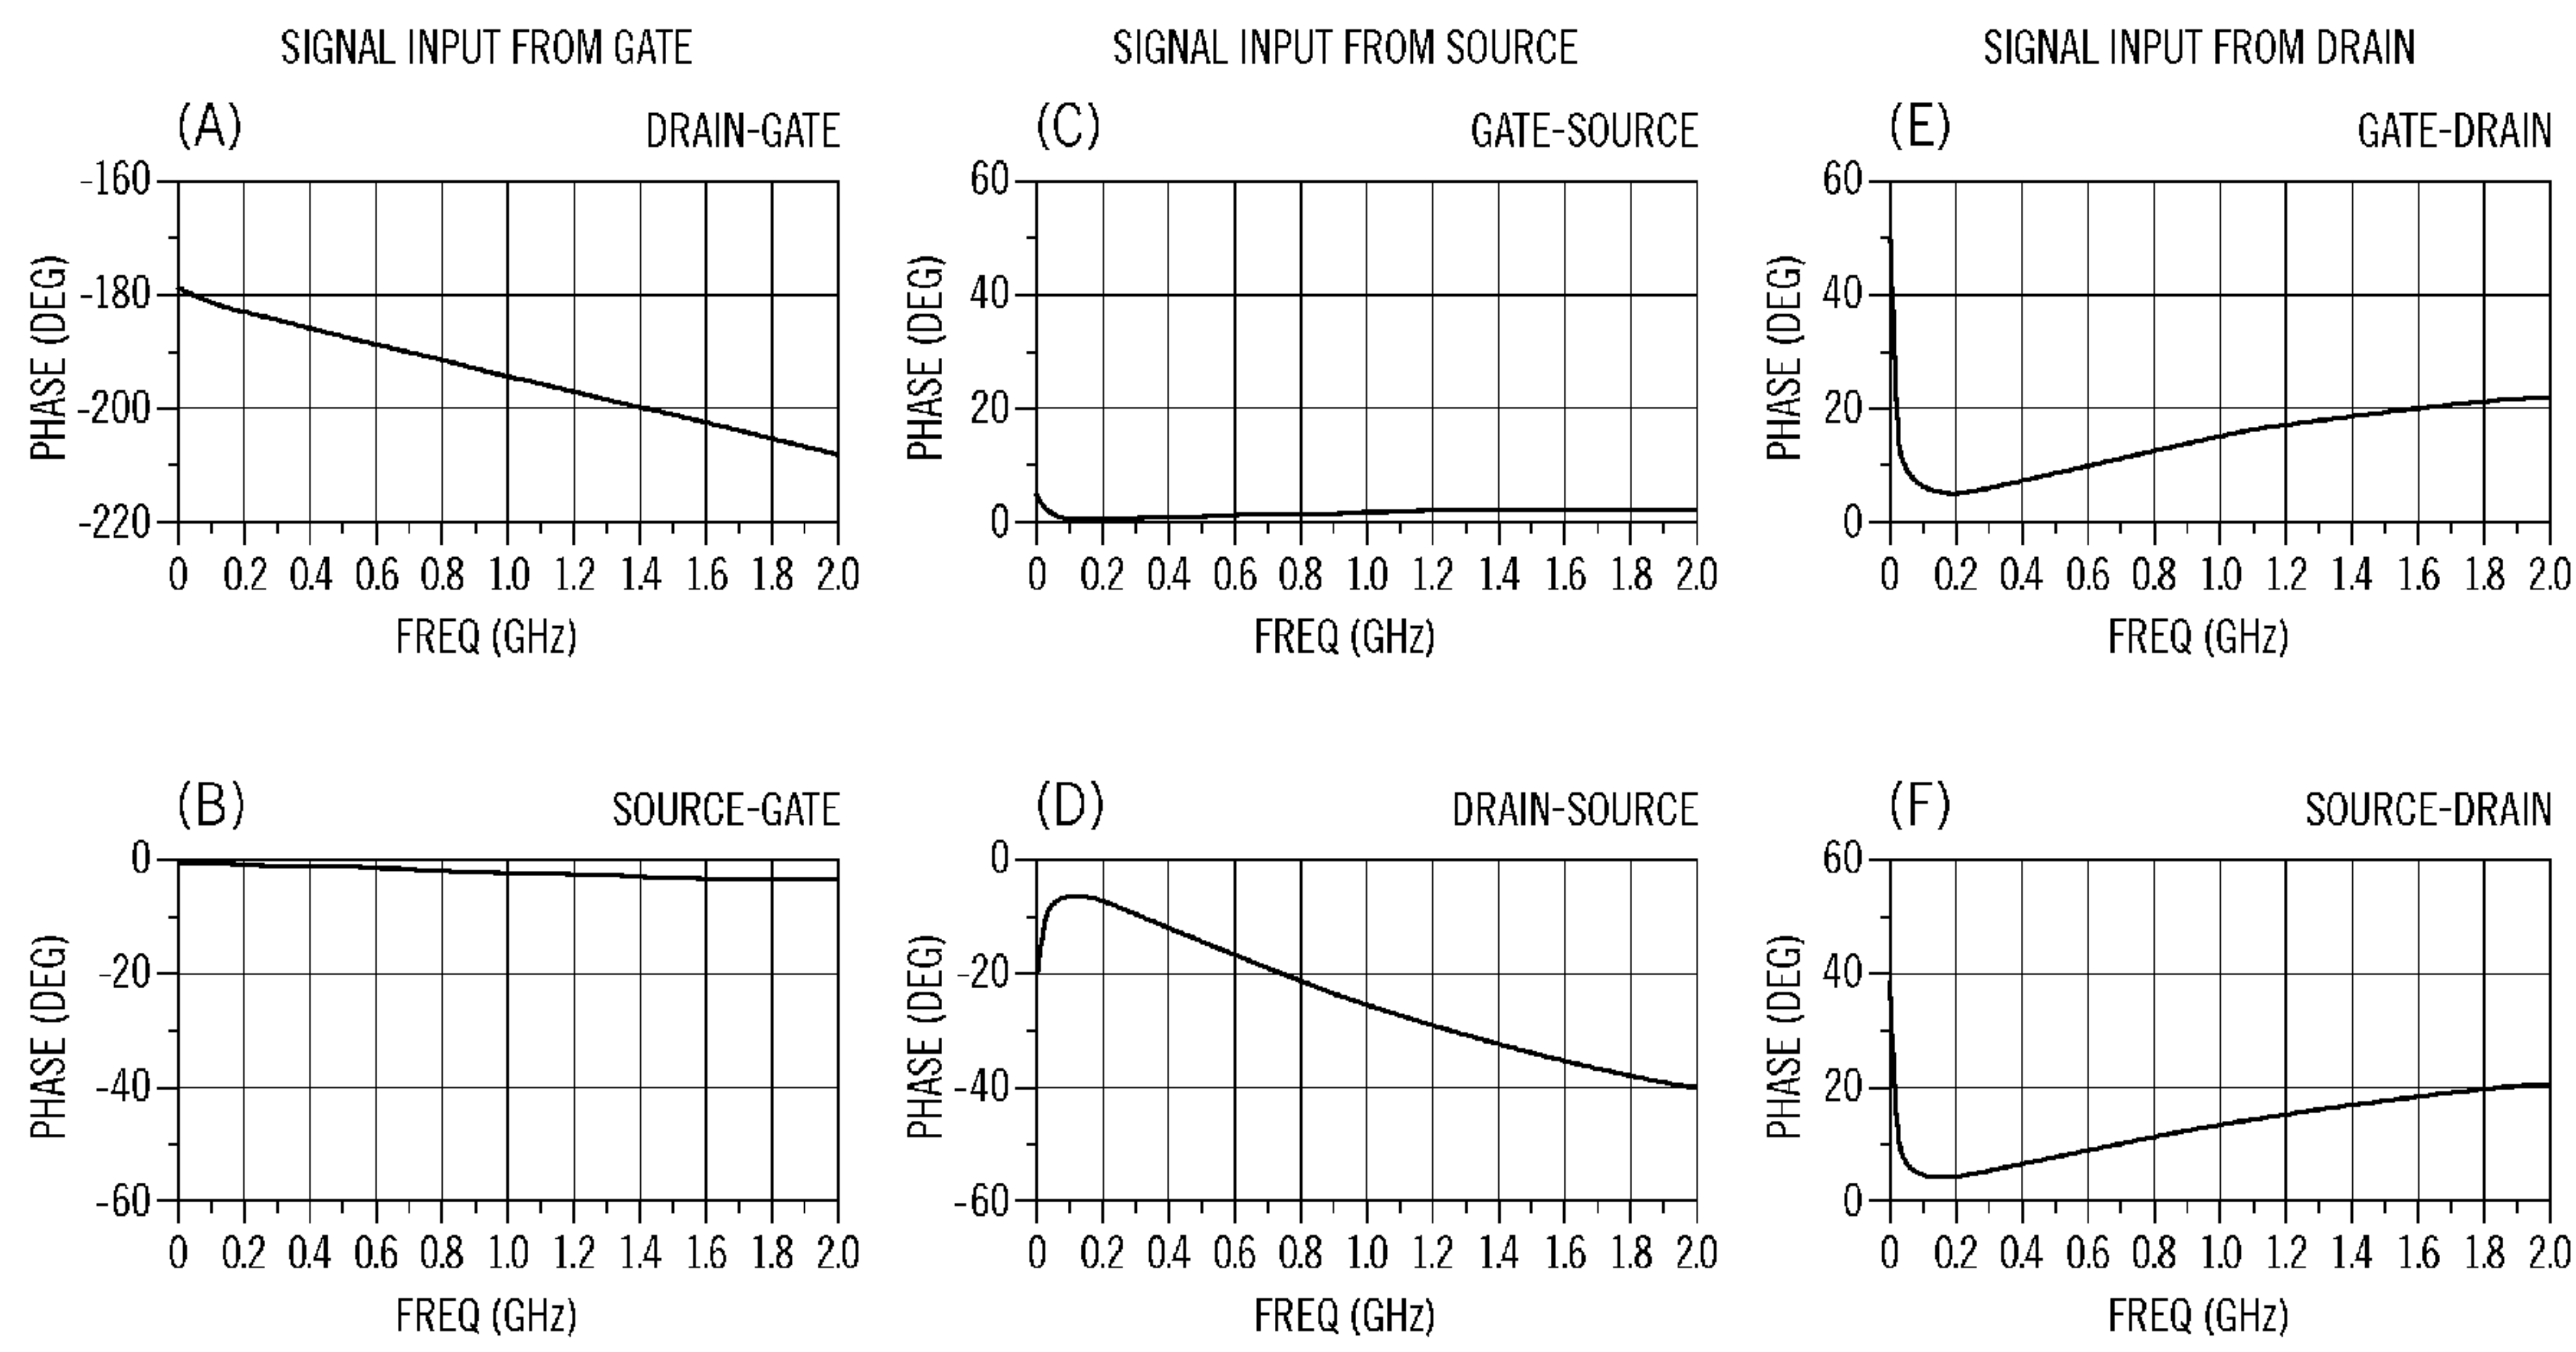 SIGNAL INPUT FROM GATE
SIGNAL INPUT FROM SOURCE
SIGNAL INPUT FROM DRAIN
(A) DRAIN-GATE
-160
-180
-200
-220
PHASE (DEG)
0 0.2 0.4 0.6 0.8 1.0 1.2 1.4 1.6 1.8 2.0
FREQ (GHz)
(C) GATE-SOURCE
60
40
20
0
PHASE (DEG)
0 0.2 0.4 0.6 0.8 1.0 1.2 1.4 1.6 1.8 2.0
FREQ (GHz)
(E) GATE-DRAIN
60
40
20
0
PHASE (DEG)
0 0.2 0.4 0.6 0.8 1.0 1.2 1.4 1.6 1.8 2.0
FREQ (GHz)
(B) SOURCE-GATE
0
-20
-40
-60
PHASE (DEG)
0 0.2 0.4 0.6 0.8 1.0 1.2 1.4 1.6 1.8 2.0
FREQ (GHz)
(D) DRAIN-SOURCE
0
-20
-40
-60
PHASE (DEG)
0 0.2 0.4 0.6 0.8 1.0 1.2 1.4 1.6 1.8 2.0
FREQ (GHz)
(F) SOURCE-DRAIN
60
40
20
0
PHASE (DEG)
0 0.2 0.4 0.6 0.8 1.0 1.2 1.4 1.6 1.8 2.0
FREQ (GHz)